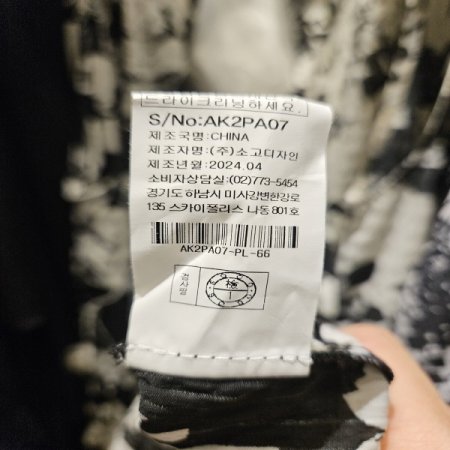 드라이크리닝하세요.
S/No:AK2PA07
제조국명:CHINA
제조자명:(주)소고디자인
제조년월:2024.04
소비자상담실:(02)773-5454
경기도 하남시 미사강변한강로
135 스카이폴리스 나동 801호
AK2PA07-PL-66
검사필